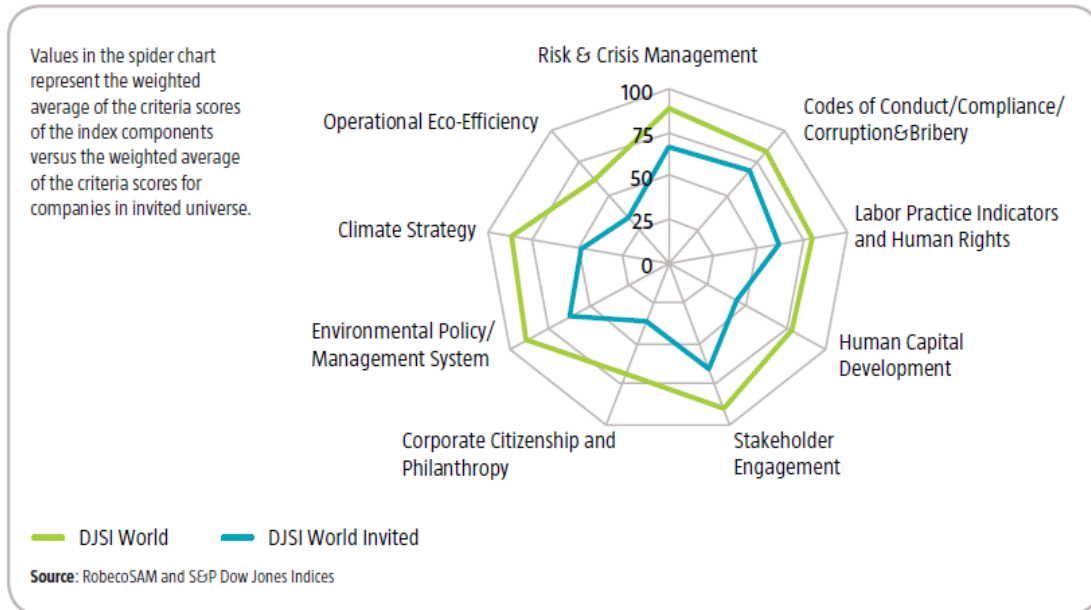 Values in the spider chart
represent the weighted
average of the criteria scores
of the index components
versus the weighted average
of the criteria scores for
companies in invited universe.
Risk & Crisis Management
Codes of Conduct/Compliance/
Corruption&Bribery
Labor Practice Indicators
and Human Rights
Human Capital
Development
Stakeholder
Engagement
Corporate Citizenship and
Philanthropy
Environmental Policy/
Management System
Climate Strategy
Operational Eco-Efficiency
100
75
50
25
0
DJSI World
DJSI World Invited
Source: RobecoSAM and S&P Dow Jones Indices